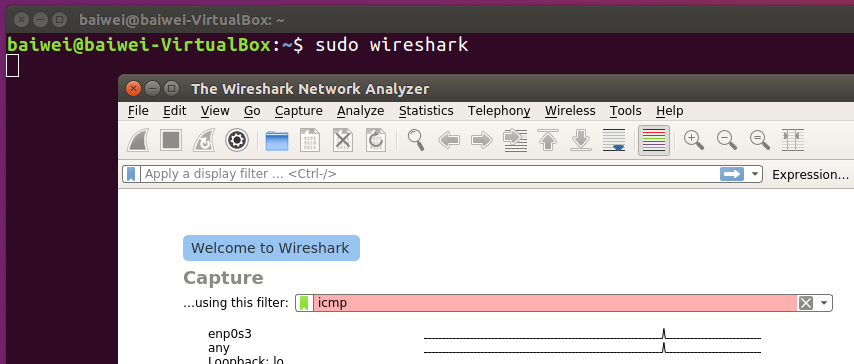 baiwei@baiwei-VirtualBox: ~
baiwei@baiwei-VirtualBox:~$ sudo wireshark
The Wireshark Network Analyzer
File Edit View Go Capture Analyze Statistics Telephony Wireless Tools Help
Apply a display filter … <Ctrl-/> Expression…
Welcome to Wireshark
Capture
…using this filter: icmp
enp0s3
any
Loopback: lo